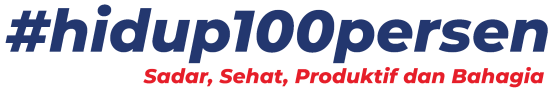 #hidup100persen
Sadar, Sehat, Produktif dan Bahagia